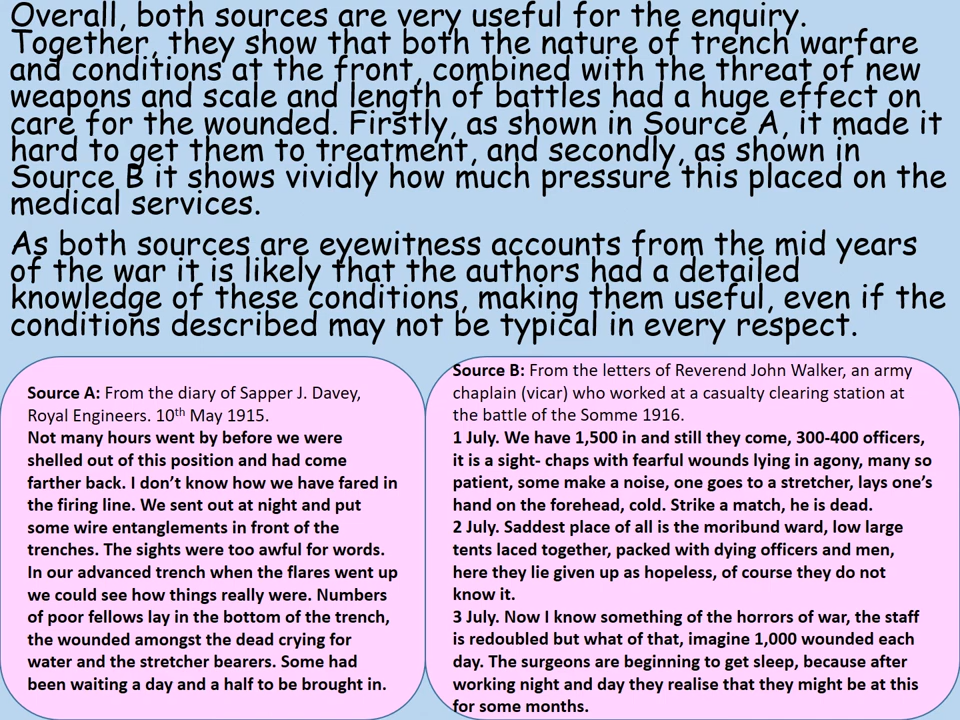 Overall, both sources are very useful for the enquiry.
Together, they show that both the nature of trench warfare
and conditions at the front, combined with the threat of new
weapons and scale and length of battles had a huge effect on
care for the wounded. Firstly, as shown in Source A, it made it
hard to get them to treatment, and secondly, as shown in
Source B it shows vividly how much pressure this placed on the
medical services.
As both sources are eyewitness accounts from the mid years
of the war it is likely that the authors had a detailed
knowledge of these conditions, making them useful, even if the
conditions described may not be typical in every respect.
Source A: From the diary of Sapper J. Davey,
Royal Engineers. 10th May 1915.
Not many hours went by before we were
shelled out of this position and had come
farther back. I don’t know how we have fared in
the firing line. We sent out at night and put
some wire entanglements in front of the
trenches. The sights were too awful for words.
In our advanced trench when the flares went up
we could see how things really were. Numbers
of poor fellows lay in the bottom of the trench,
the wounded amongst the dead crying for
water and the stretcher bearers. Some had
been waiting a day and a half to be brought in.
Source B: From the letters of Reverend John Walker, an army
chaplain (vicar) who worked at a casualty clearing station at
the battle of the Somme 1916.
1 July. We have 1,500 in and still they come, 300-400 officers,
it is a sight- chaps with fearful wounds lying in agony, many so
patient, some make a noise, one goes to a stretcher, lays one’s
hand on the forehead, cold. Strike a match, he is dead.
2 July. Saddest place of all is the moribund ward, low large
tents laced together, packed with dying officers and men,
here they lie given up as hopeless, of course they do not
know it.
3 July. Now I know something of the horrors of war, the staff
is redoubled but what of that, imagine 1,000 wounded each
day. The surgeons are beginning to get sleep, because after
working night and day they realise that they might be at this
for some months.